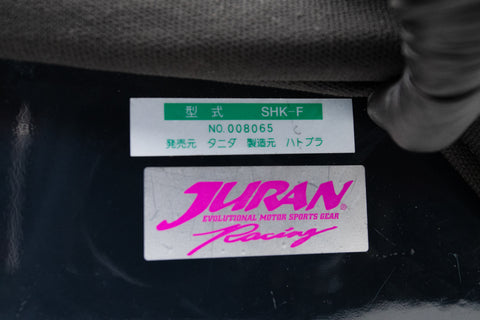 型式 SHK-F
NO.008065
発売元 タニダ 製造元 ハトプラ
JURAN
EVOLUTIONAL MOTOR SPORTS GEAR
Racing